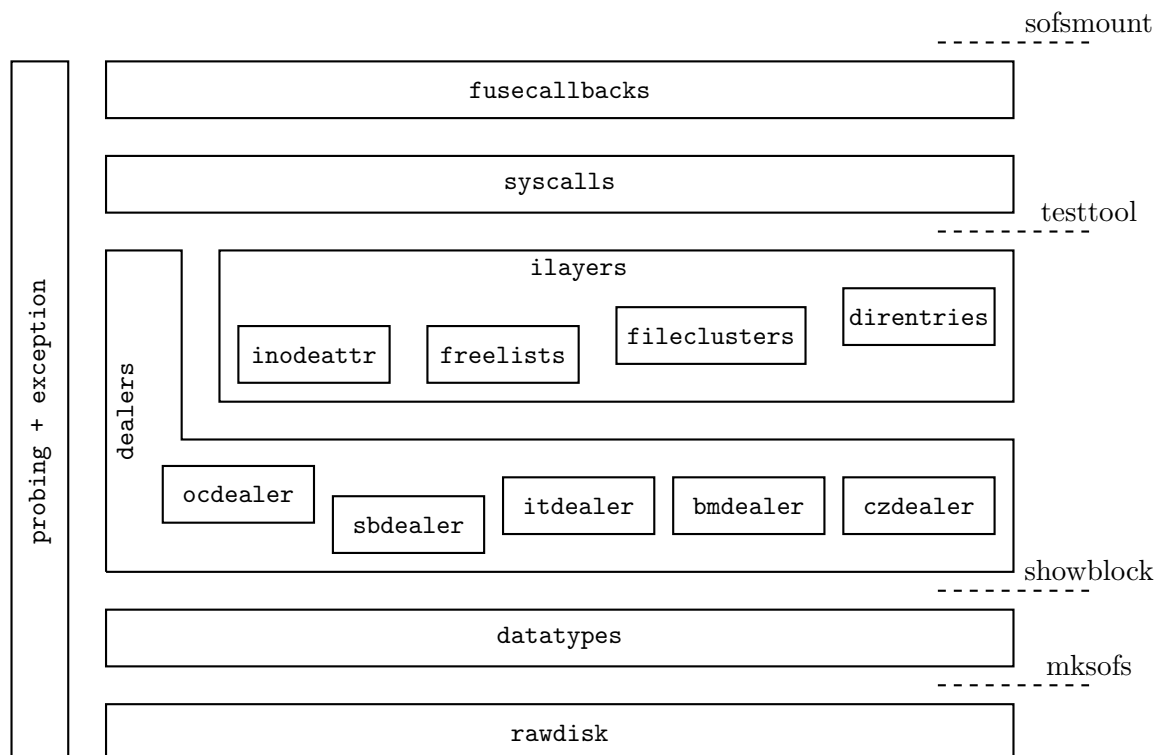 sofsmount
fusecallbacks
syscalls
testtool
probing + exception
dealers
ilayers
inodeattr
freelists
fileclusters
direntries
ocdealer
sbdealer
itdealer
bmdealer
czdealer
showblock
datatypes
mksofs
rawdisk